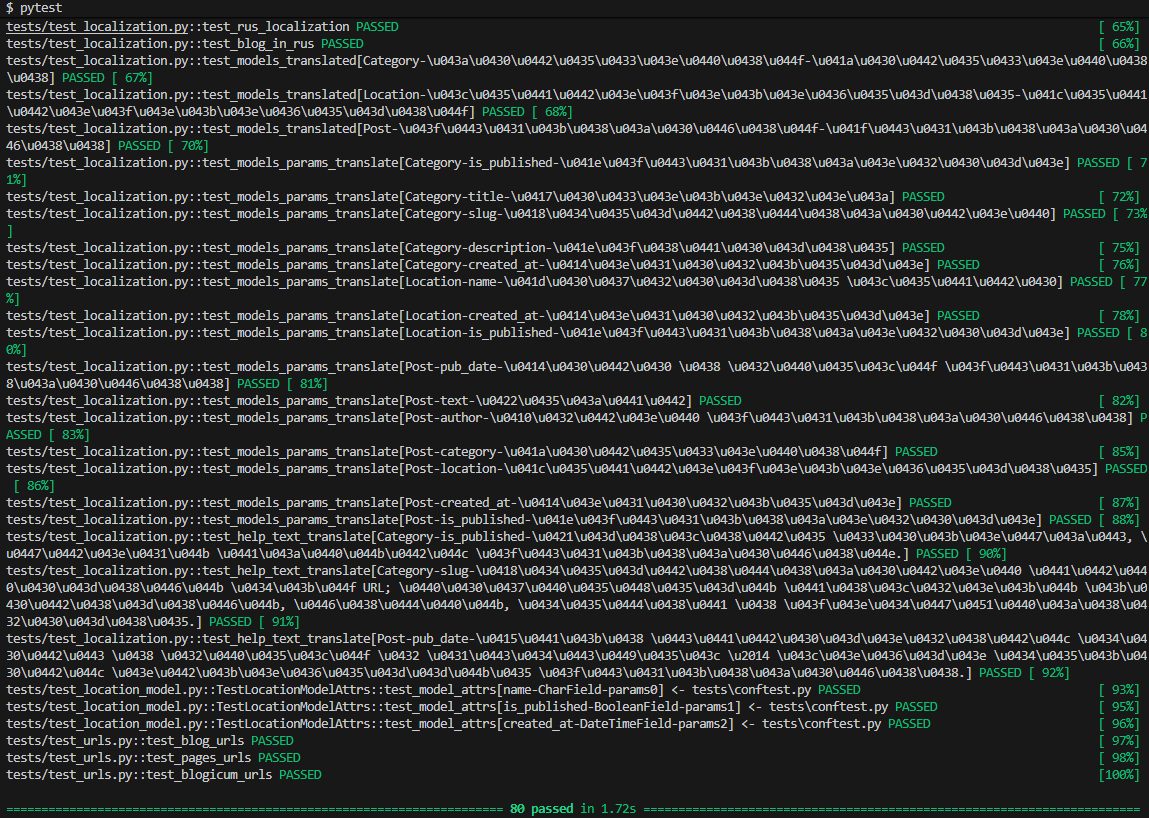 $ pytest
tests/test_localization.py::test_rus_localization PASSED [ 65%]
tests/test_localization.py::test_blog_in_rus PASSED [ 66%]
tests/test_localization.py::test_models_translated[Category-\u043a\u0430\u0442\u0435\u0433\u043e\u0440\u0438\u044f-\u041a\u0430\u0442\u0435\u0433\u043e\u0440\u0438
\u0438] PASSED [ 67%]
tests/test_localization.py::test_models_translated[Location-\u043c\u0435\u0441\u0442\u043e\u043f\u043e\u043b\u043e\u0436\u0435\u043d\u0438\u0435-\u041c\u0435\u0441
\u0442\u043e\u043f\u043e\u043b\u043e\u0436\u0435\u043d\u0438\u044f] PASSED [ 68%]
tests/test_localization.py::test_models_translated[Post-\u043f\u0443\u0431\u043b\u0438\u043a\u0430\u0446\u0438\u044f-\u041f\u0443\u0431\u043b\u0438\u043a\u0430\u04
46\u0438\u0438] PASSED [ 70%]
tests/test_localization.py::test_models_params_translate[Category-is_published-\u041e\u043f\u0443\u0431\u043b\u0438\u043a\u043e\u0432\u0430\u043d\u043e] PASSED [ 7
1%]
tests/test_localization.py::test_models_params_translate[Category-title-\u0417\u0430\u0433\u043e\u043b\u043e\u0432\u043e\u043a] PASSED [ 72%]
tests/test_localization.py::test_models_params_translate[Category-slug-\u0418\u0434\u0435\u043d\u0442\u0438\u0444\u0438\u043a\u0430\u0442\u043e\u0440] PASSED [ 73%
]
tests/test_localization.py::test_models_params_translate[Category-description-\u041e\u043f\u0438\u0441\u0430\u043d\u0438\u0435] PASSED [ 75%]
tests/test_localization.py::test_models_params_translate[Category-created_at-\u0414\u043e\u0431\u0430\u0432\u043b\u0435\u043d\u043e] PASSED [ 76%]
tests/test_localization.py::test_models_params_translate[Location-name-\u041d\u0430\u0437\u0432\u0430\u043d\u0438\u0435 \u043c\u0435\u0441\u0442\u0430] PASSED [ 77
%]
tests/test_localization.py::test_models_params_translate[Location-created_at-\u0414\u043e\u0431\u0430\u0432\u043b\u0435\u043d\u043e] PASSED [ 78%]
tests/test_localization.py::test_models_params_translate[Location-is_published-\u041e\u043f\u0443\u0431\u043b\u0438\u043a\u043e\u0432\u0430\u043d\u043e] PASSED [ 8
0%]
tests/test_localization.py::test_models_params_translate[Post-pub_date-\u0414\u0430\u0442\u0430 \u0438 \u0432\u0440\u0435\u043c\u044f \u043f\u0443\u0431\u043b\u043
8\u043a\u0430\u0446\u0438\u0438] PASSED [ 81%]
tests/test_localization.py::test_models_params_translate[Post-text-\u0422\u0435\u043a\u0441\u0442] PASSED [ 82%]
tests/test_localization.py::test_models_params_translate[Post-author-\u0410\u0432\u0442\u043e\u0440 \u043f\u0443\u0431\u043b\u0438\u043a\u0430\u0446\u0438\u0438] P
ASSED [ 83%]
tests/test_localization.py::test_models_params_translate[Post-category-\u041a\u0430\u0442\u0435\u0433\u043e\u0440\u0438\u044f] PASSED [ 85%]
tests/test_localization.py::test_models_params_translate[Post-location-\u041c\u0435\u0441\u0442\u043e\u043f\u043e\u043b\u043e\u0436\u0435\u043d\u0438\u0435] PASSED
[ 86%]
tests/test_localization.py::test_models_params_translate[Post-created_at-\u0414\u043e\u0431\u0430\u0432\u043b\u0435\u043d\u043e] PASSED [ 87%]
tests/test_localization.py::test_models_params_translate[Post-is_published-\u041e\u043f\u0443\u0431\u043b\u0438\u043a\u043e\u0432\u0430\u043d\u043e] PASSED [ 88%]
tests/test_localization.py::test_help_text_translate[Category-is_published-\u0421\u043d\u0438\u043c\u0438\u0442\u0435 \u0433\u0430\u043b\u043e\u0447\u043a\u0443, \
u0447\u0442\u043e\u0431\u044b \u0441\u043a\u0440\u044b\u0442\u044c \u043f\u0443\u0431\u043b\u0438\u043a\u0430\u0446\u0438\u044e.] PASSED [ 90%]
tests/test_localization.py::test_help_text_translate[Category-slug-\u0418\u0434\u0435\u043d\u0442\u0438\u0444\u0438\u043a\u0430\u0442\u043e\u0440 \u0441\u0442\u044
0\u0430\u043d\u0438\u0446\u044b \u0434\u043b\u044f URL; \u0440\u0430\u0437\u0440\u0435\u0448\u0435\u043d\u044b \u0441\u0438\u043c\u0432\u043e\u043b\u044b \u043b\u0
430\u0442\u0438\u043d\u0438\u0446\u044b, \u0446\u0438\u0444\u0440\u044b, \u0434\u0435\u0444\u0438\u0441 \u0438 \u043f\u043e\u0434\u0447\u0451\u0440\u043a\u0438\u04
32\u0430\u043d\u0438\u0435.] PASSED [ 91%]
tests/test_localization.py::test_help_text_translate[Post-pub_date-\u0415\u0441\u043b\u0438 \u0443\u0441\u0442\u0430\u043d\u043e\u0432\u0438\u0442\u044c \u0434\u04
30\u0442\u0443 \u0438 \u0432\u0440\u0435\u043c\u044f \u0432 \u0431\u0443\u0434\u0443\u0449\u0435\u043c \u2014 \u043c\u043e\u0436\u043d\u043e \u0434\u0435\u043b\u04
30\u0442\u044c \u043e\u0442\u043b\u043e\u0436\u0435\u043d\u043d\u044b\u0435 \u043f\u0443\u0431\u043b\u0438\u043a\u0430\u0446\u0438\u0438.] PASSED [ 92%]
tests/test_location_model.py::TestLocationModelAttrs::test_model_attrs[name-CharField-params0] <- tests\conftest.py PASSED [ 93%]
tests/test_location_model.py::TestLocationModelAttrs::test_model_attrs[is_published-BooleanField-params1] <- tests\conftest.py PASSED [ 95%]
tests/test_location_model.py::TestLocationModelAttrs::test_model_attrs[created_at-DateTimeField-params2] <- tests\conftest.py PASSED [ 96%]
tests/test_urls.py::test_blog_urls PASSED [ 97%]
tests/test_urls.py::test_pages_urls PASSED [ 98%]
tests/test_urls.py::test_blogicum_urls PASSED [100%]
======================================================================= 80 passed in 1.72s =======================================================================